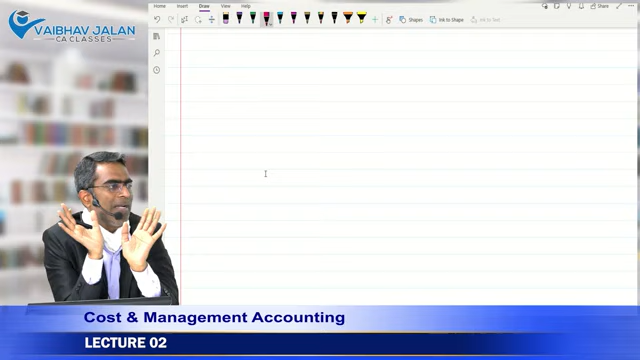 VAIBHAV JALAN
CA CLASSES
Home Insert Draw View Help
Share
Shapes Ink to Shape Ink to Text
Cost & Management Accounting
LECTURE 02